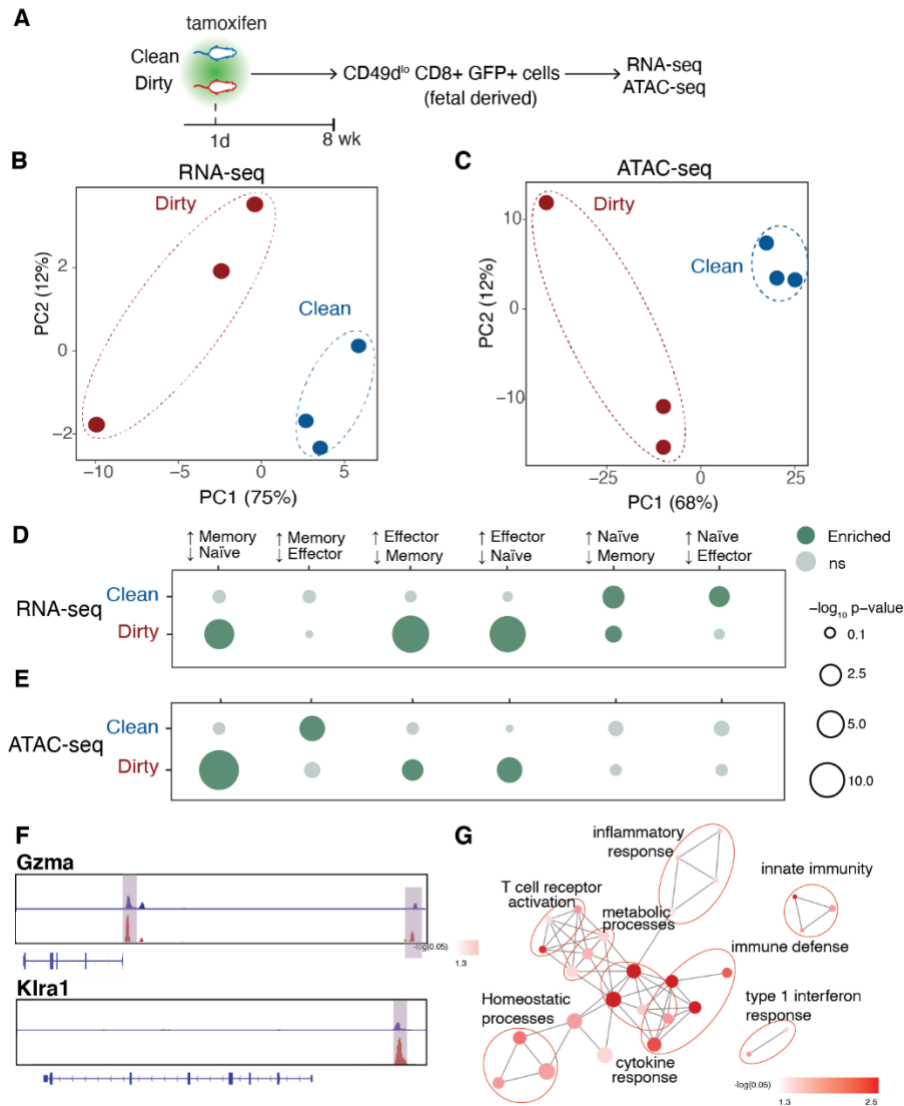 A
tamoxifen
Clean
Dirty
1d
8 wk
CD49d^lo CD8+ GFP+ cells
(fetal derived)
RNA-seq
ATAC-seq
B
RNA-seq
Dirty
Clean
PC2 (12%)
2
0
−2
−10
−5
0
5
PC1 (75%)
C
ATAC-seq
Dirty
Clean
PC2 (12%)
10
0
−10
−25
0
25
PC1 (68%)
D
↑ Memory
↓ Naïve
↑ Memory
↓ Effector
↑ Effector
↓ Memory
↑ Effector
↓ Naïve
↑ Naïve
↓ Memory
↑ Naïve
↓ Effector
RNA-seq
Clean
Dirty
E
ATAC-seq
Clean
Dirty
Enriched
ns
−log10 p−value
0.1
2.5
5.0
10.0
F
Gzma
Klra1
-log(0.05)
1.3
G
inflammatory
response
innate immunity
T cell receptor
activation
metabolic
processes
immune defense
Homeostatic
processes
type 1 interferon
response
cytokine
response
-log(0.05)
1.3
2.5